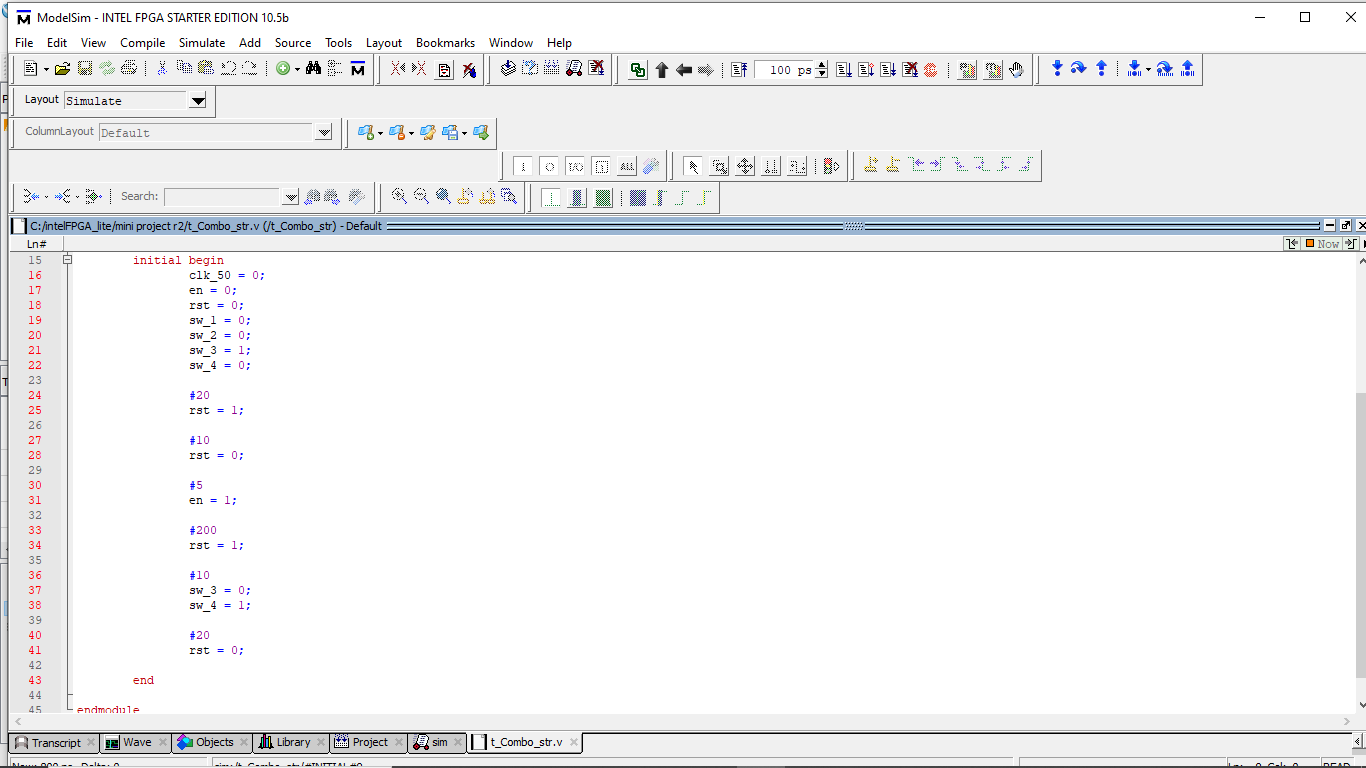 ModelSim - INTEL FPGA STARTER EDITION 10.5b
File Edit View Compile Simulate Add Source Tools Layout Bookmarks Window Help
100 ps
Layout Simulate
ColumnLayout Default
ALL
Search:
C:/intelFPGA_lite/mini project r2/t_Combo_str.v (/t_Combo_str) - Default
Ln#
Now
15 initial begin
16 clk_50 = 0;
17 en = 0;
18 rst = 0;
19 sw_1 = 0;
20 sw_2 = 0;
21 sw_3 = 1;
22 sw_4 = 0;
23
24 #20
25 rst = 1;
26
27 #10
28 rst = 0;
29
30 #5
31 en = 1;
32
33 #200
34 rst = 1;
35
36 #10
37 sw_3 = 0;
38 sw_4 = 1;
39
40 #20
41 rst = 0;
42
43 end
44
45 endmodule
Transcript Wave Objects Library Project sim t_Combo_str.v